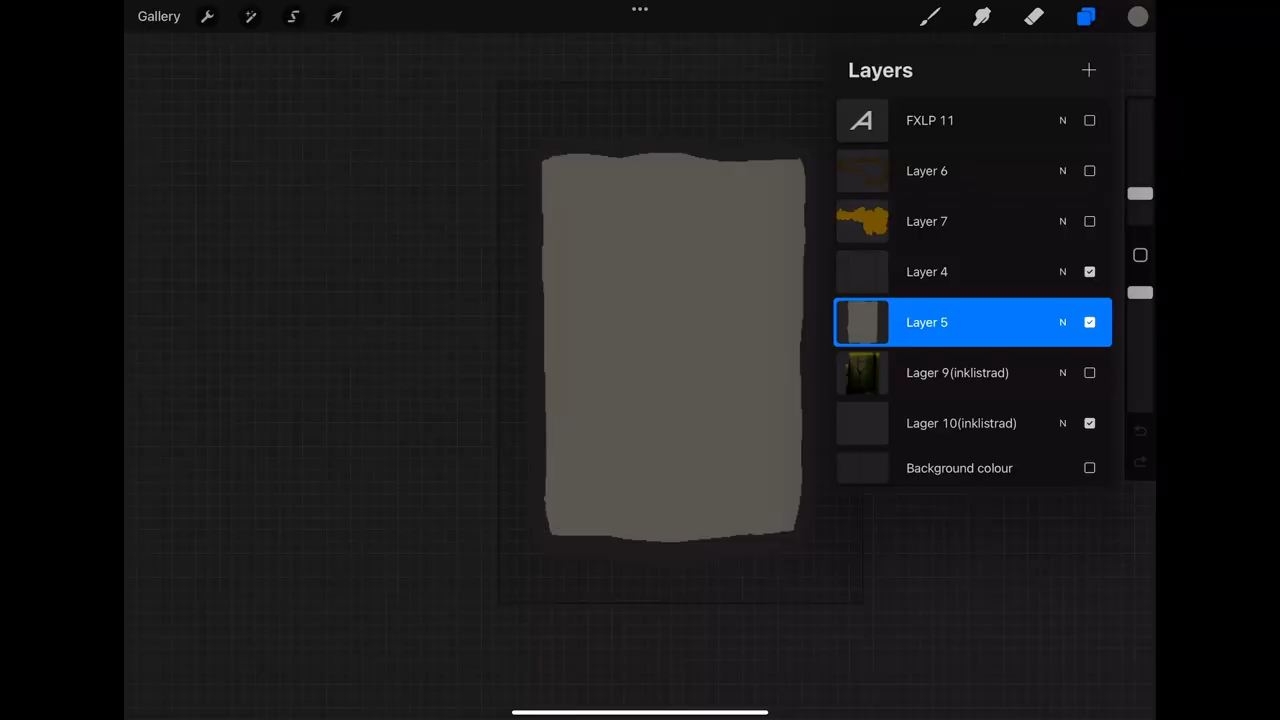 Gallery
Layers
FXLP 11 N
Layer 6 N
Layer 7 N
Layer 4 N
Layer 5 N
Lager 9(inklistrad) N
Lager 10(inklistrad) N
Background colour